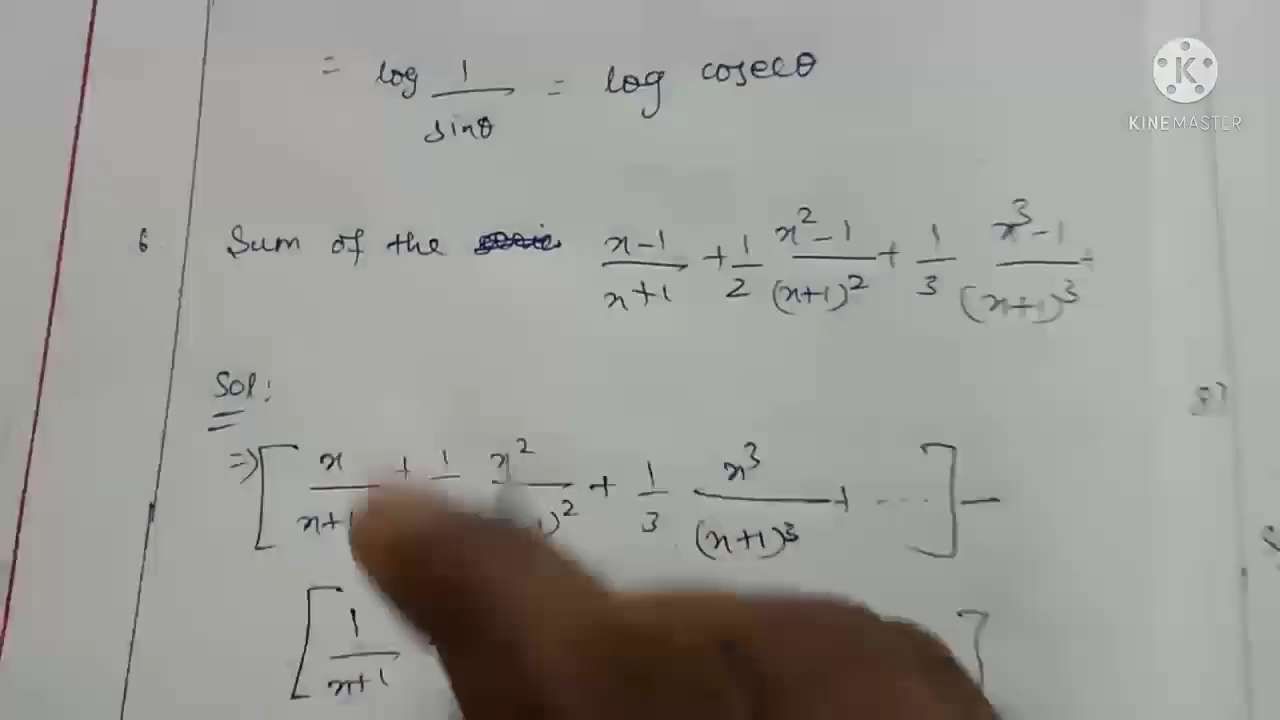 = log 1/sinθ = log cosecθ
KINEMASTER
6 Sum of the x-1/x+1 + 1/2 x²-1/(x+1)² + 1/3 x³-1/(x+1)³ +
Sol:
⇒ [ x/x+1 + 1 x²/ 1)² + 1/3 x³/(x+1)³ + .... ] -
[ 1/x+1 ]